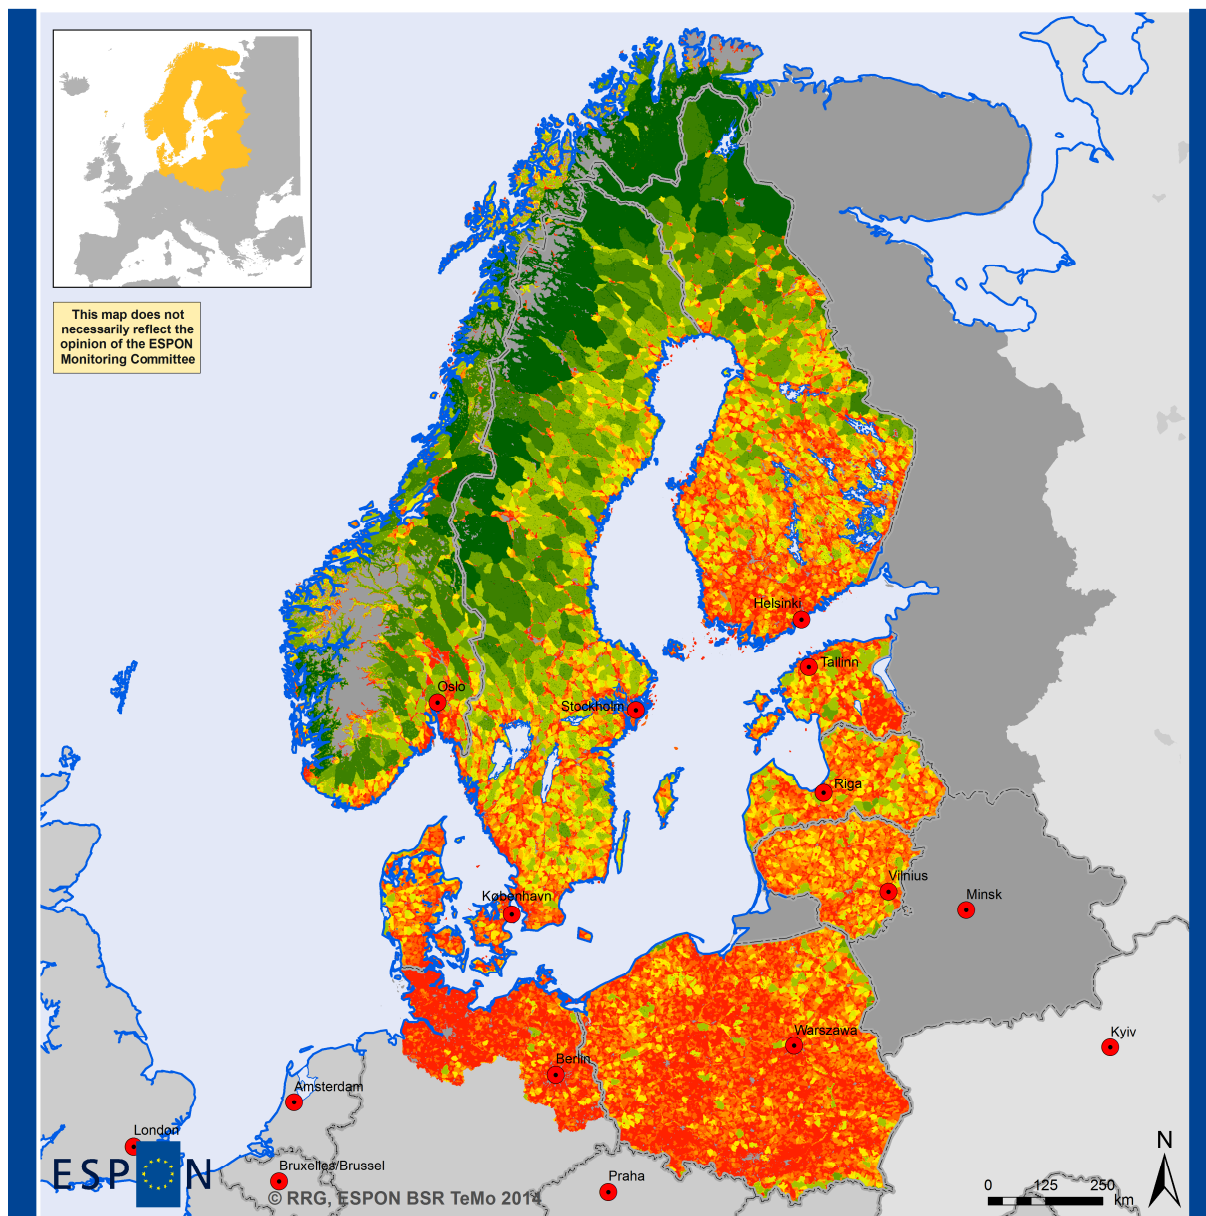 This map does not
necessarily reflect the
opinion of the ESPON
Monitoring Committee
Helsinki
Tallinn
Oslo
Stockholm
Riga
Vilnius
København
Minsk
Warszawa
Kyiv
Berlin
Amsterdam
London
Bruxelles/Brussel
Praha
ESPON
© RRG, ESPON BSR TeMo 2014
N
0 125 250
km